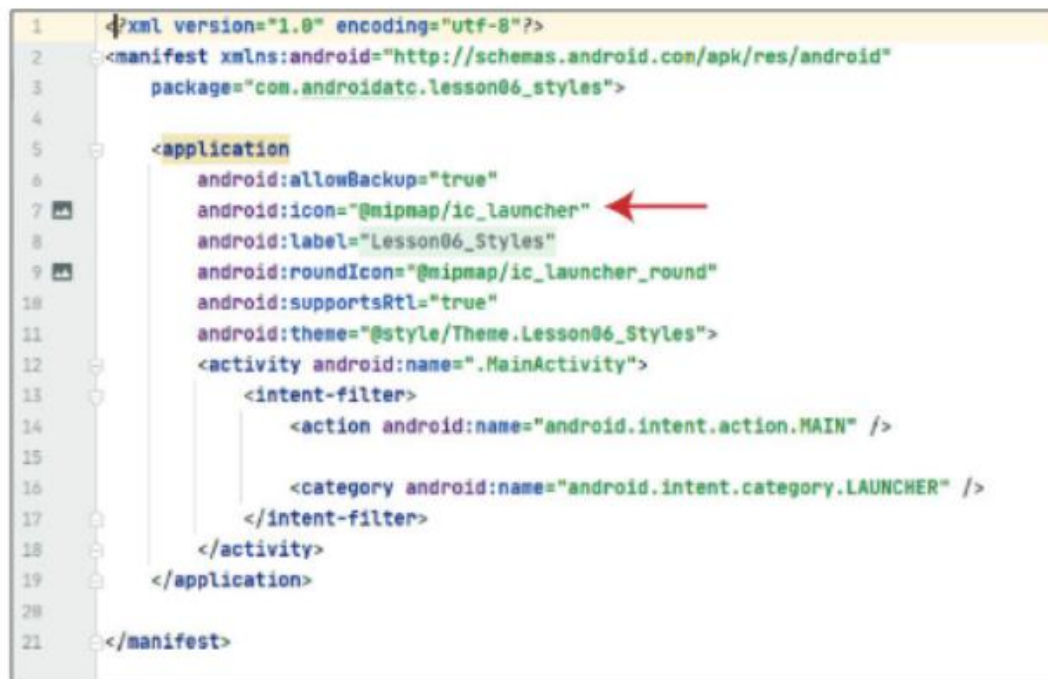 1 <?xml version="1.0" encoding="utf-8"?>
2 <manifest xmlns:android="http://schemas.android.com/apk/res/android"
3 package="com.androidatc.lesson06_styles">
4
5 <application
6 android:allowBackup="true"
7 android:icon="@mipmap/ic_launcher"
8 android:label="Lesson06_Styles"
9 android:roundIcon="@mipmap/ic_launcher_round"
10 android:supportsRtl="true"
11 android:theme="@style/Theme.Lesson06_Styles">
12 <activity android:name=".MainActivity">
13 <intent-filter>
14 <action android:name="android.intent.action.MAIN" />
15
16 <category android:name="android.intent.category.LAUNCHER" />
17 </intent-filter>
18 </activity>
19 </application>
20
21 </manifest>